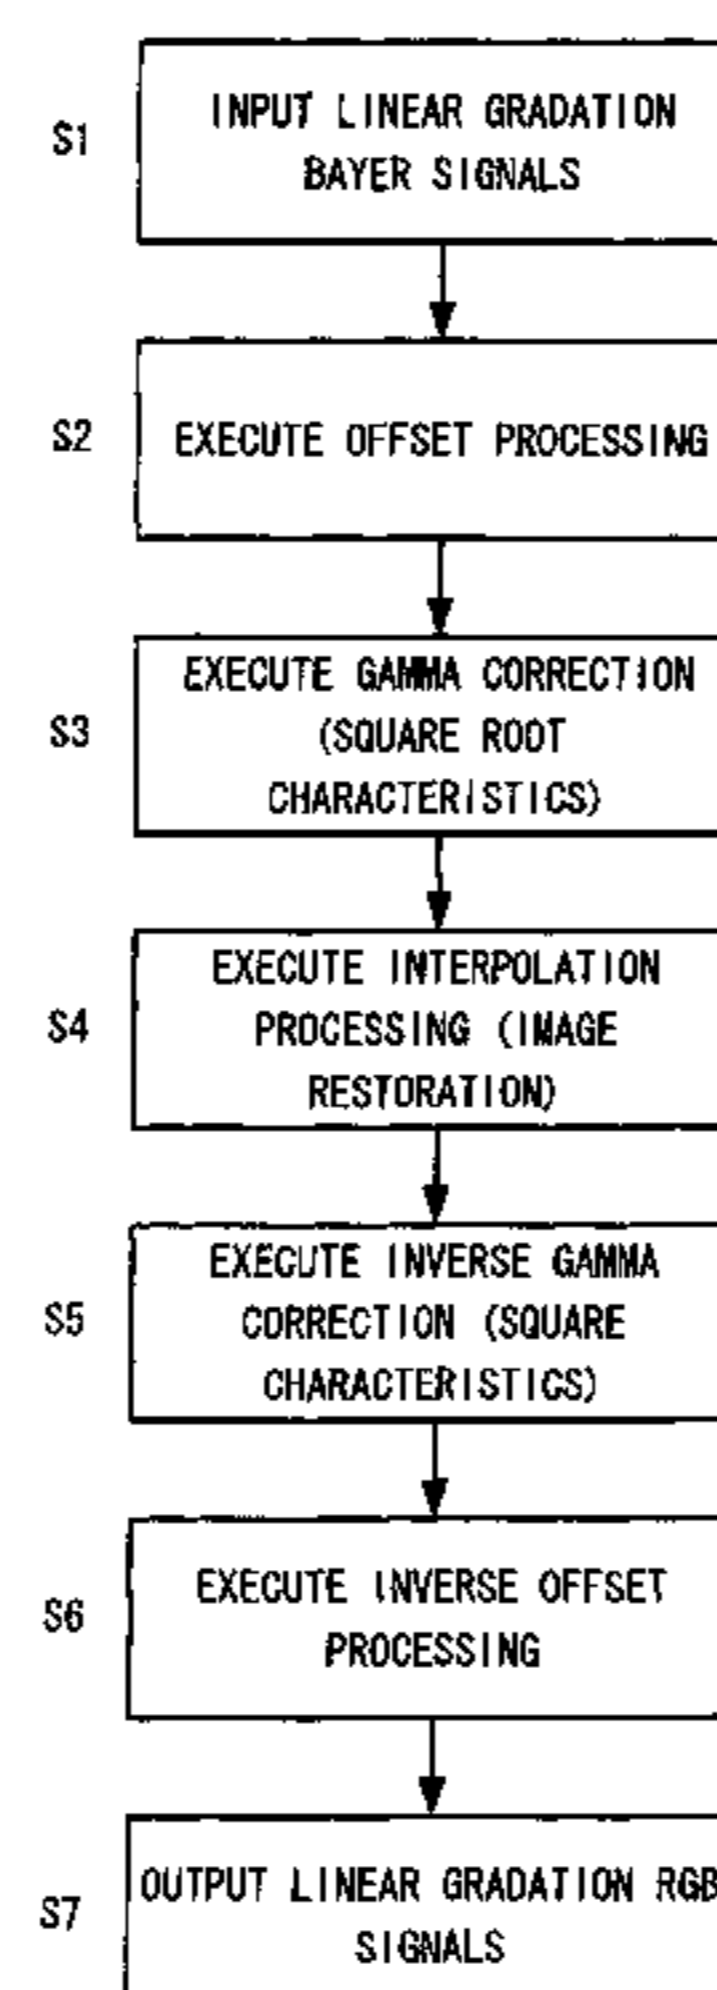 S1
INPUT LINEAR GRADATION
BAYER SIGNALS
S2
EXECUTE OFFSET PROCESSING
S3
EXECUTE GAMMA CORRECTION
(SQUARE ROOT
CHARACTERISTICS)
S4
EXECUTE INTERPOLATION
PROCESSING (IMAGE
RESTORATION)
S5
EXECUTE INVERSE GAMMA
CORRECTION (SQUARE
CHARACTERISTICS)
S6
EXECUTE INVERSE OFFSET
PROCESSING
S7
OUTPUT LINEAR GRADATION RGB
SIGNALS